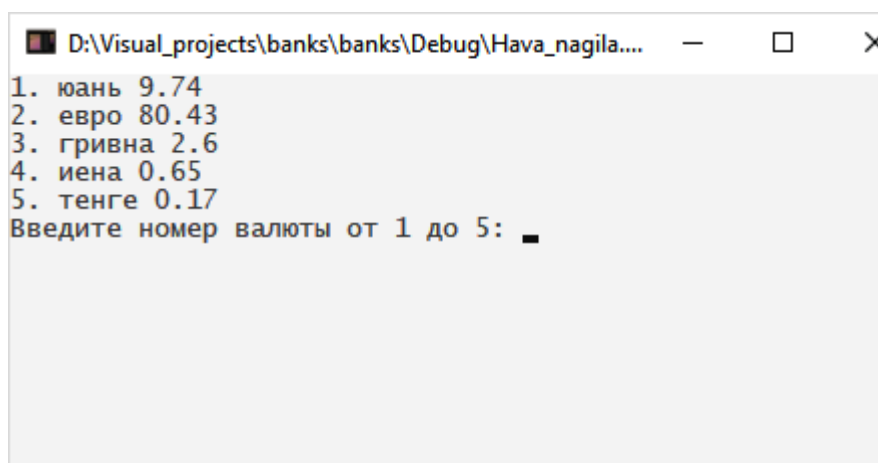 D:\Visual_projects\banks\banks\Debug\Hava_nagila....
1. юань 9.74
2. евро 80.43
3. гривна 2.6
4. иена 0.65
5. тенге 0.17
Введите номер валюты от 1 до 5: